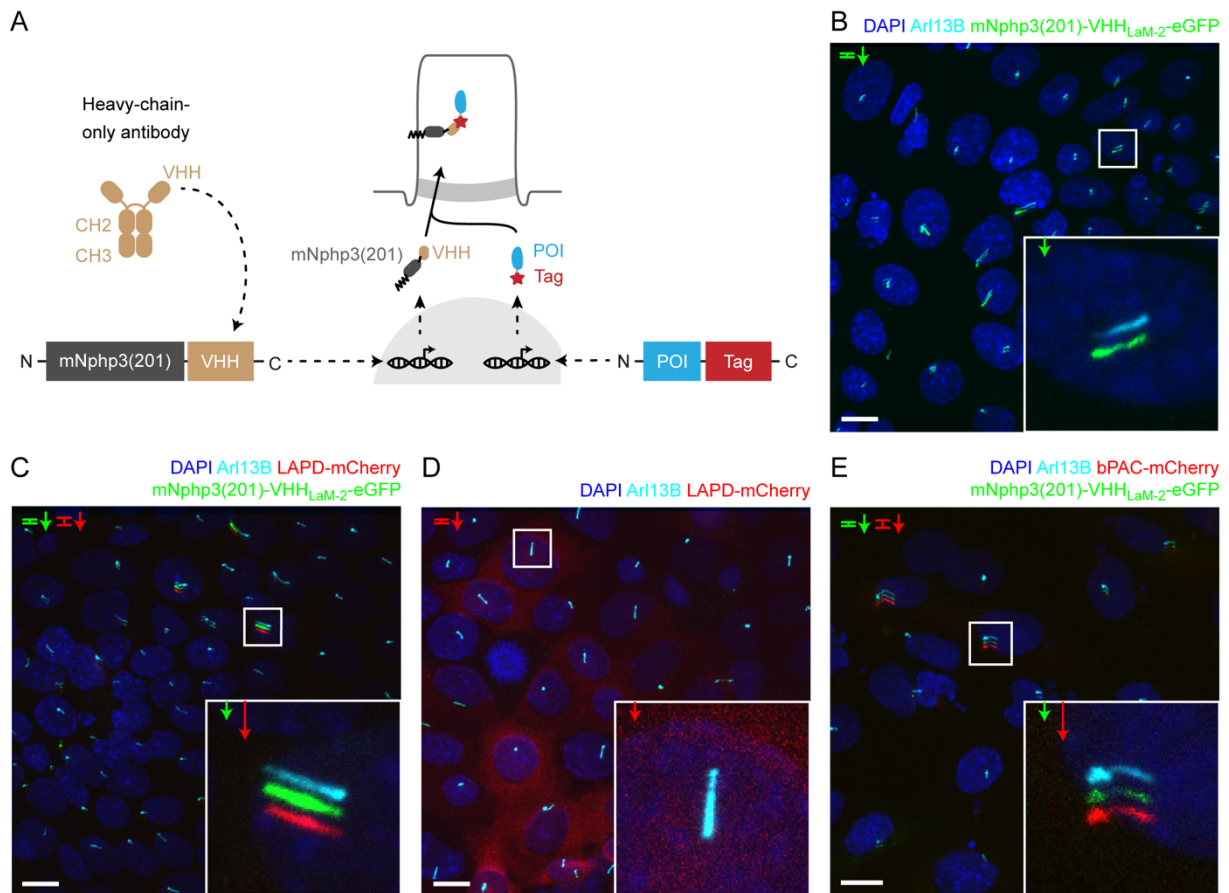 A
Heavy-chain-
only antibody
VHH
CH2
CH3
mNphp3(201)
VHH
POI
Tag
N
mNphp3(201)
VHH
C
N
POI
Tag
C
B
DAPI Arl13B mNphp3(201)-VHHLaM-2-eGFP
C
DAPI Arl13B LAPD-mCherry
mNphp3(201)-VHHLaM-2-eGFP
D
DAPI Arl13B LAPD-mCherry
E
DAPI Arl13B bPAC-mCherry
mNphp3(201)-VHHLaM-2-eGFP